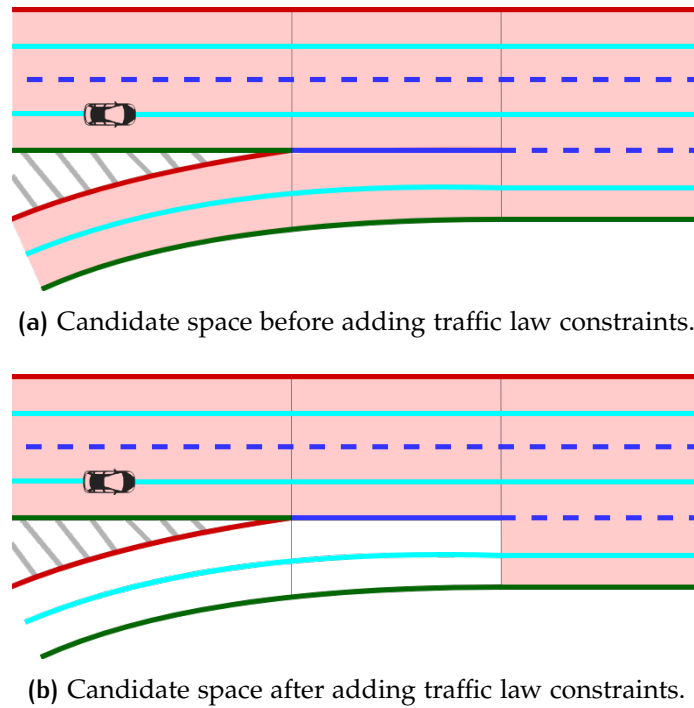 (a) Candidate space before adding traffic law constraints.
(b) Candidate space after adding traffic law constraints.